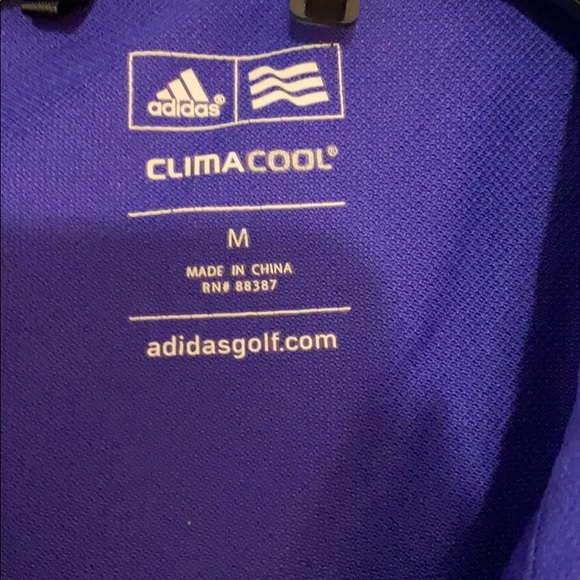 adidas®
CLIMACOOL®
M
MADE IN CHINA
RN# 88387
adidasgolf.com